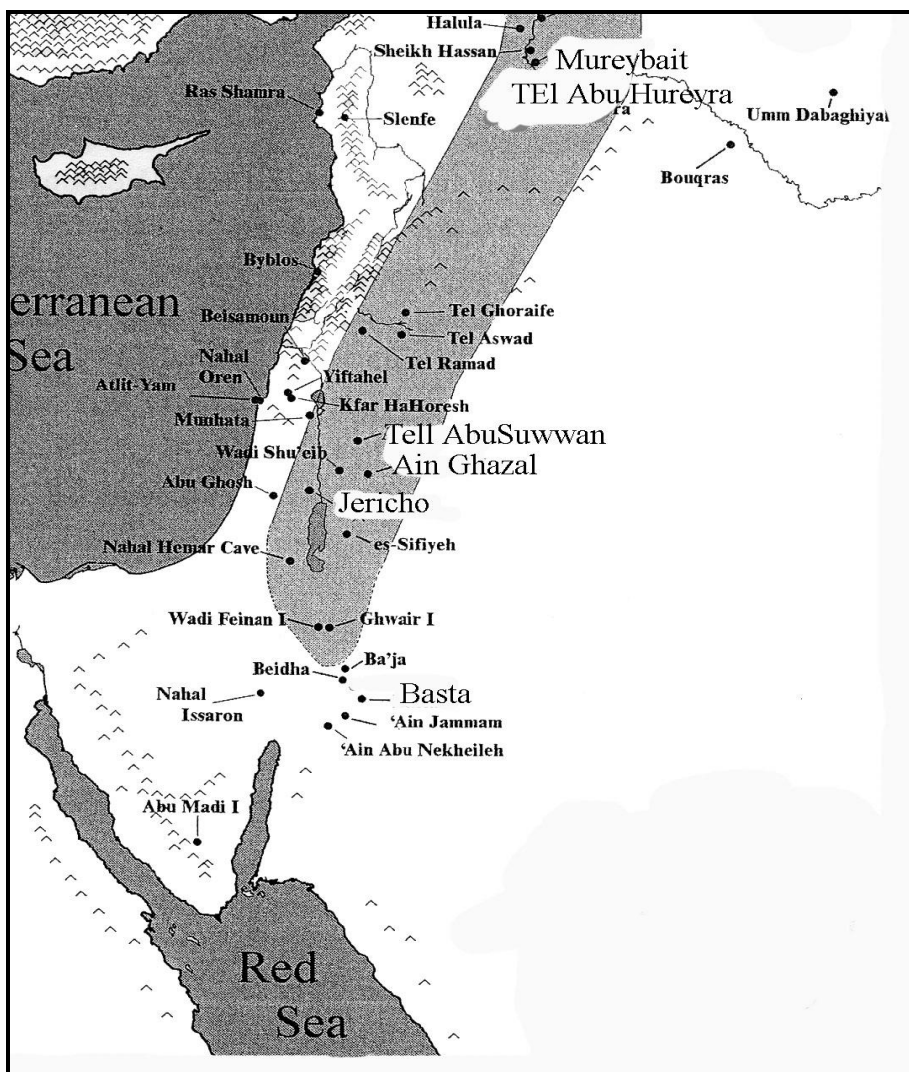 Halula
Sheikh Hassan
Mureybait
TEl Abu Hureyra
ra
Umm Dabaghiyal
Ras Shamra
Slenfe
Bouqras
Byblos
erranean
Sea
Beisamoun
Tel Ghoraife
Tel Aswad
Tel Ramad
Nahal
Oren
Yiftahel
Atlit-Yam
Kfar HaHoresh
Munhata
Tell AbuSuwwan
Wadi Shu'eib
Ain Ghazal
Abu Ghosh
Jericho
es-Sifiyeh
Nahal Hemar Cave
Wadi Feinan I
Ghwair I
Ba'ja
Beidha
Nahal
Issaron
Basta
'Ain Jammam
'Ain Abu Nekheileh
Abu Madi I
Red
Sea